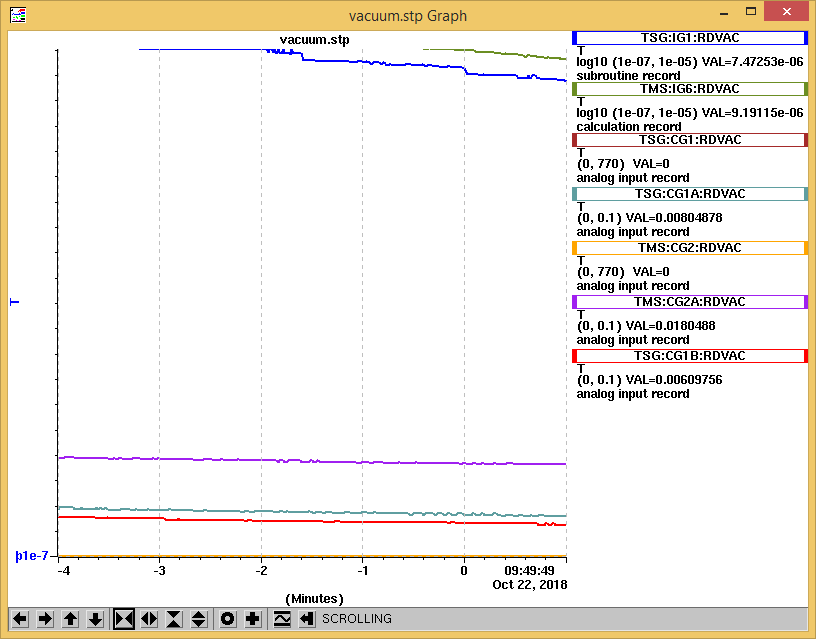 vacuum.stp Graph
vacuum.stp
TSG:IG1:RDVAC
T
log10 (1e-07, 1e-05) VAL=7.47253e-06
subroutine record
TMS:IG6:RDVAC
T
log10 (1e-07, 1e-05) VAL=9.19115e-06
calculation record
TSG:CG1:RDVAC
T
(0, 770) VAL=0
analog input record
TSG:CG1A:RDVAC
T
(0, 0.1) VAL=0.00804878
analog input record
TMS:CG2:RDVAC
T
(0, 770) VAL=0
analog input record
TMS:CG2A:RDVAC
T
(0, 0.1) VAL=0.0180488
analog input record
TSG:CG1B:RDVAC
T
(0, 0.1) VAL=0.00609756
analog input record
T
1e-7
-4 -3 -2 -1 0 09:49:49
Oct 22, 2018
(Minutes)
SCROLLING